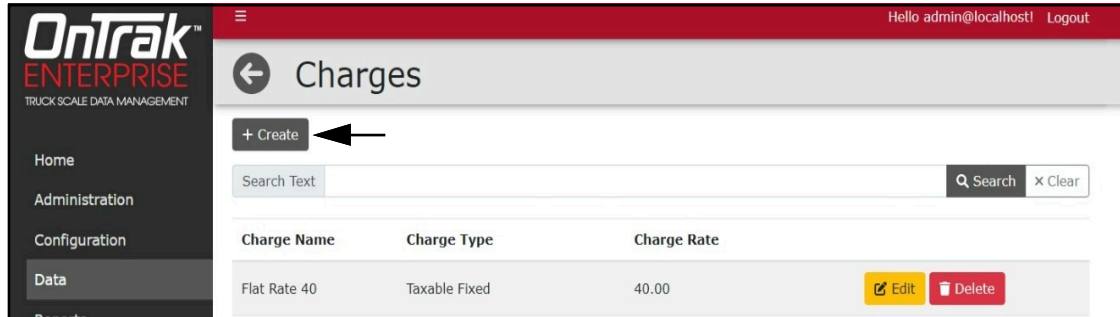 OnTrak™
ENTERPRISE
TRUCK SCALE DATA MANAGEMENT
Hello admin@localhost! Logout
Charges
+ Create
Home
Administration
Configuration
Data
Reports
Search Text
Search × Clear
Charge Name Charge Type Charge Rate
Flat Rate 40 Taxable Fixed 40.00 Edit Delete